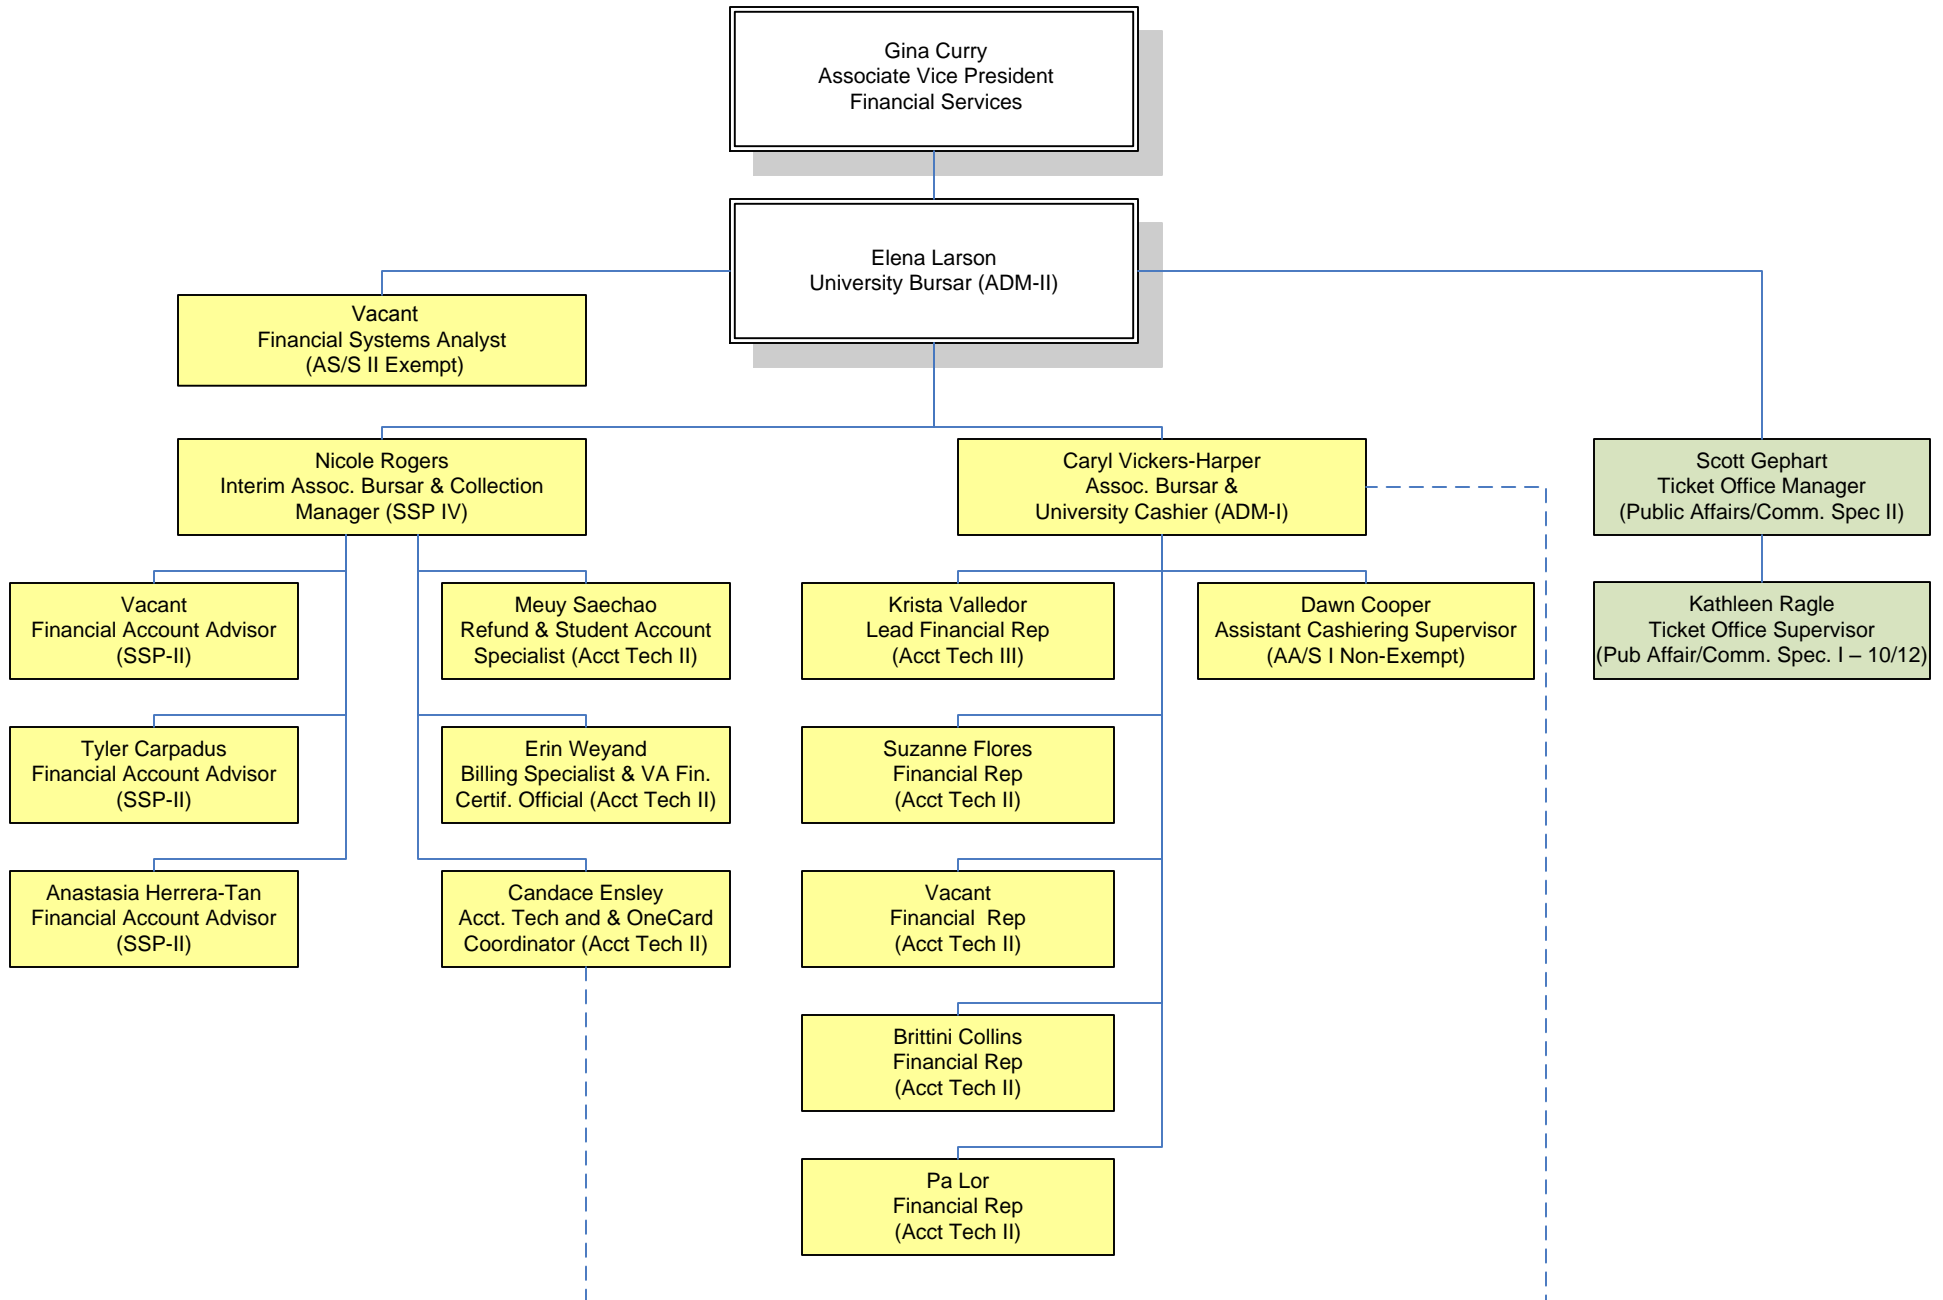 Gina Curry
Associate Vice President
Financial Services
Elena Larson
University Bursar (ADM-II)
Vacant
Financial Systems Analyst
(AS/S II Exempt)
Nicole Rogers
Interim Assoc. Bursar & Collection
Manager (SSP IV)
Caryl Vickers-Harper
Assoc. Bursar &
University Cashier (ADM-I)
Scott Gephart
Ticket Office Manager
(Public Affairs/Comm. Spec II)
Vacant
Financial Account Advisor
(SSP-II)
Meuy Saechao
Refund & Student Account
Specialist (Acct Tech II)
Krista Valledor
Lead Financial Rep
(Acct Tech III)
Dawn Cooper
Assistant Cashiering Supervisor
(AA/S I Non-Exempt)
Kathleen Ragle
Ticket Office Supervisor
(Pub Affair/Comm. Spec. I – 10/12)
Tyler Carpadus
Financial Account Advisor
(SSP-II)
Erin Weyand
Billing Specialist & VA Fin.
Certif. Official (Acct Tech II)
Suzanne Flores
Financial Rep
(Acct Tech II)
Anastasia Herrera-Tan
Financial Account Advisor
(SSP-II)
Candace Ensley
Acct. Tech and & OneCard
Coordinator (Acct Tech II)
Vacant
Financial  Rep
(Acct Tech II)
Brittini Collins
Financial Rep
(Acct Tech II)
Pa Lor
Financial Rep
(Acct Tech II)